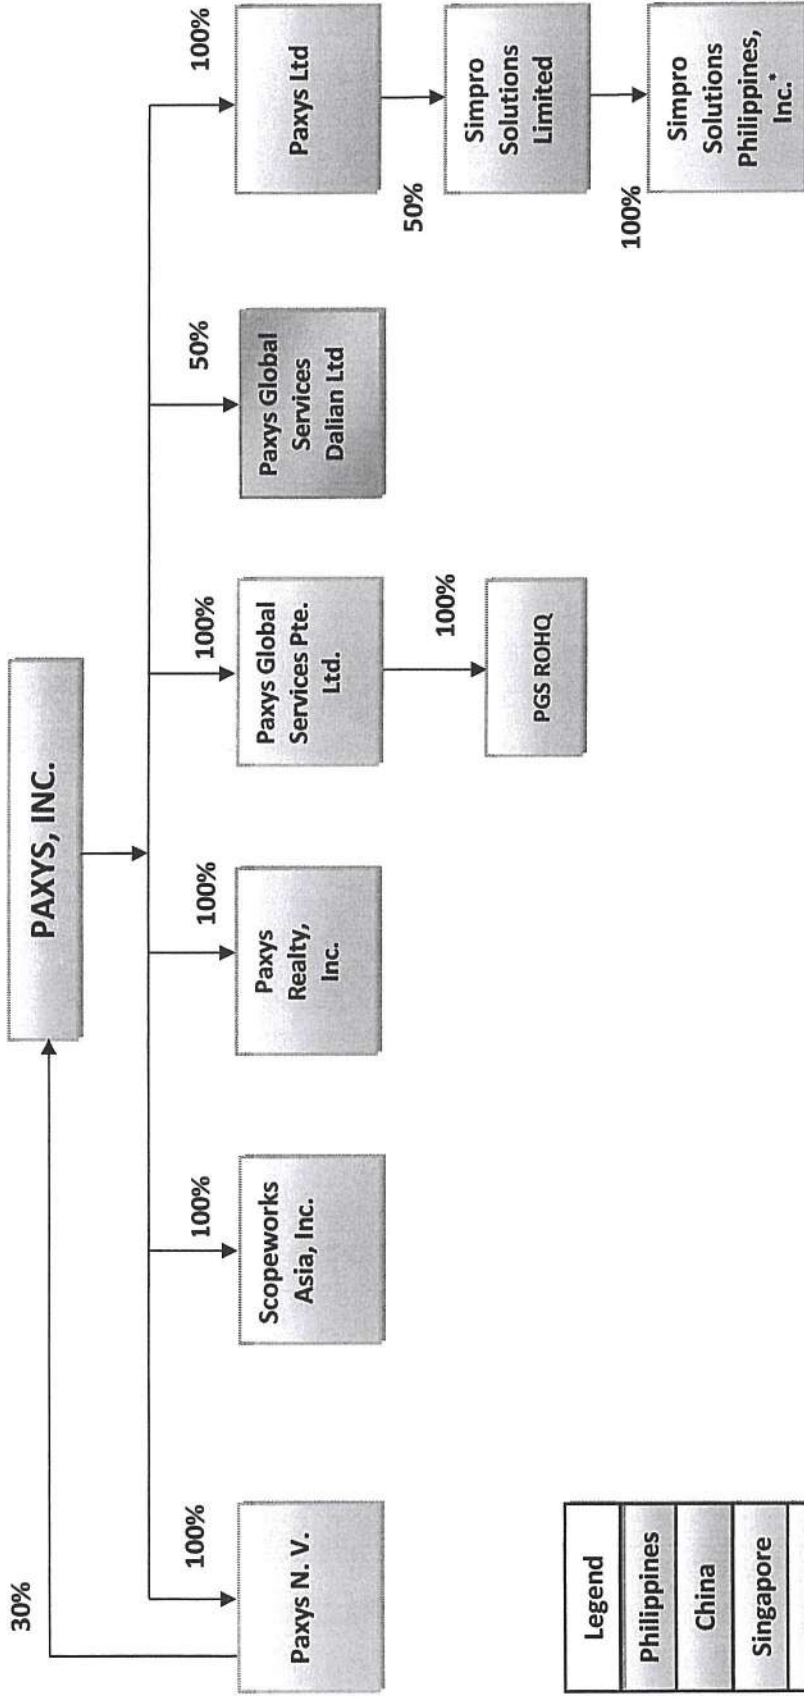 PAXYS, INC.
30%
100%
100%
100%
100%
50%
100%
Paxys N. V.
Scopeworks
Asia, Inc.
Paxys
Realty,
Inc.
Paxys Global
Services Pte.
Ltd.
Paxys Global
Services
Dalian Ltd
Paxys Ltd
100%
PGS ROHQ
50%
Simpro
Solutions
Limited
100%
Simpro
Solutions
Philippines,
Inc.*
Legend
Philippines
China
Singapore